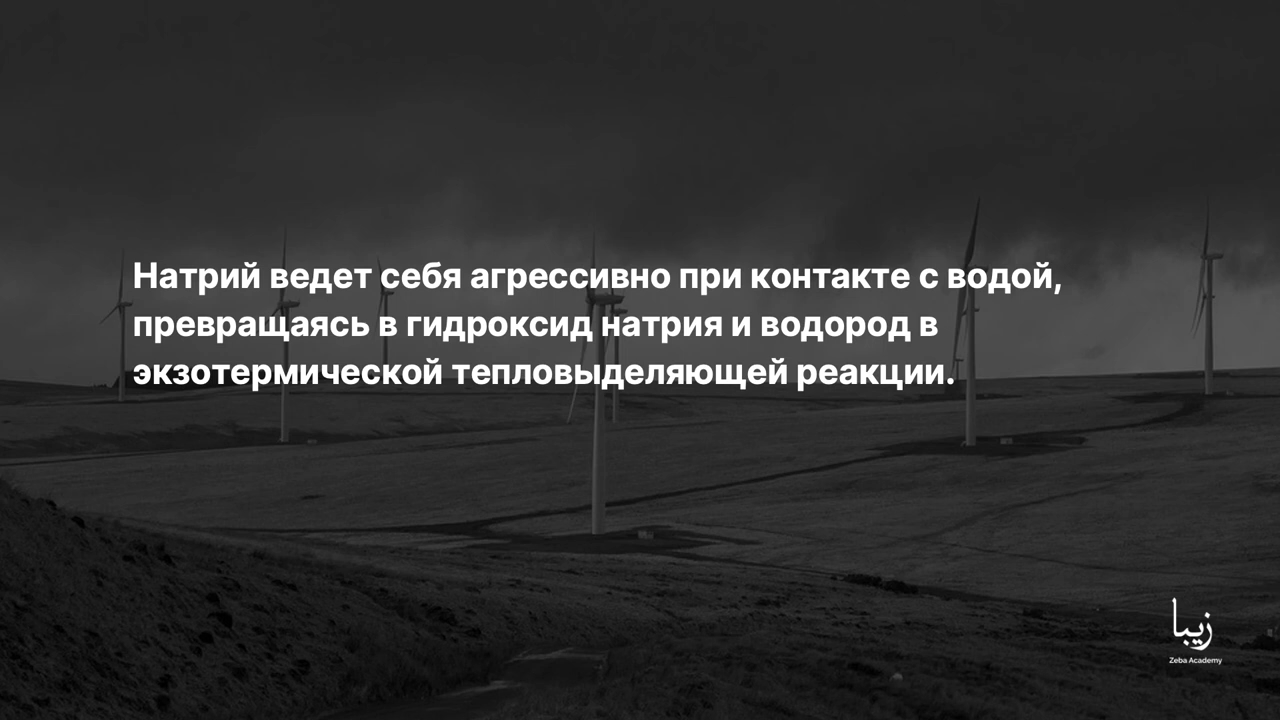 Натрий ведет себя агрессивно при контакте с водой,
превращаясь в гидроксид натрия и водород в
экзотермической тепловыделяющей реакции.
زیبا
Zeba Academy